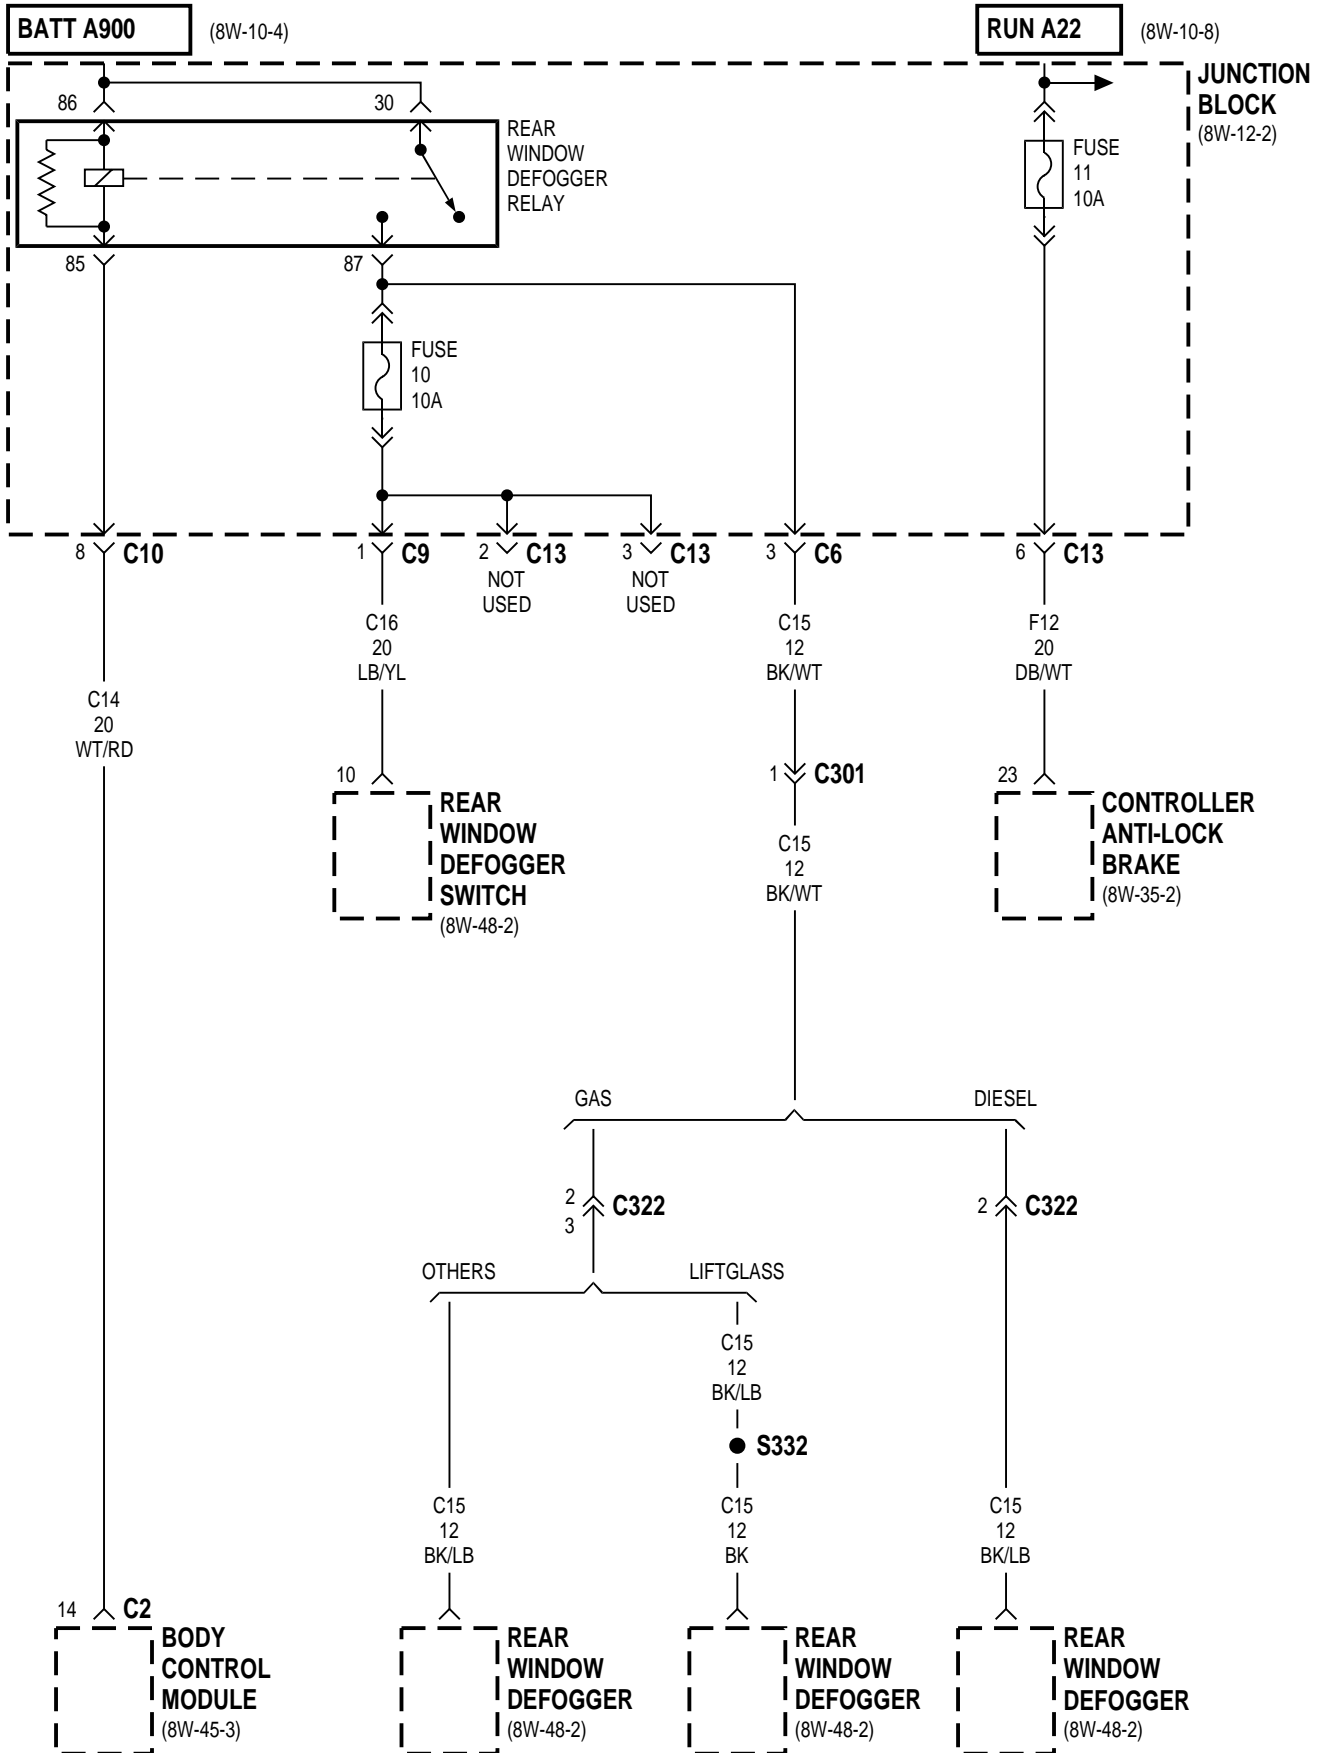 BATT A900 (8W-10-4)
RUN A22 (8W-10-8)
JUNCTION
BLOCK
(8W-12-2)
86
30
REAR
WINDOW
DEFOGGER
RELAY
FUSE
11
10A
85
87
FUSE
10
10A
8 C10
1 C9
2 C13
NOT
USED
3 C13
NOT
USED
3 C6
6 C13
C16
20
LB/YL
C15
12
BK/WT
F12
20
DB/WT
C14
20
WT/RD
10
REAR
WINDOW
DEFOGGER
SWITCH
(8W-48-2)
1 C301
C15
12
BK/WT
23
CONTROLLER
ANTI-LOCK
BRAKE
(8W-35-2)
GAS
DIESEL
2
3
C322
2 C322
OTHERS
LIFTGLASS
C15
12
BK/LB
S332
C15
12
BK/LB
C15
12
BK
C15
12
BK/LB
14 C2
BODY
CONTROL
MODULE
(8W-45-3)
REAR
WINDOW
DEFOGGER
(8W-48-2)
REAR
WINDOW
DEFOGGER
(8W-48-2)
REAR
WINDOW
DEFOGGER
(8W-48-2)